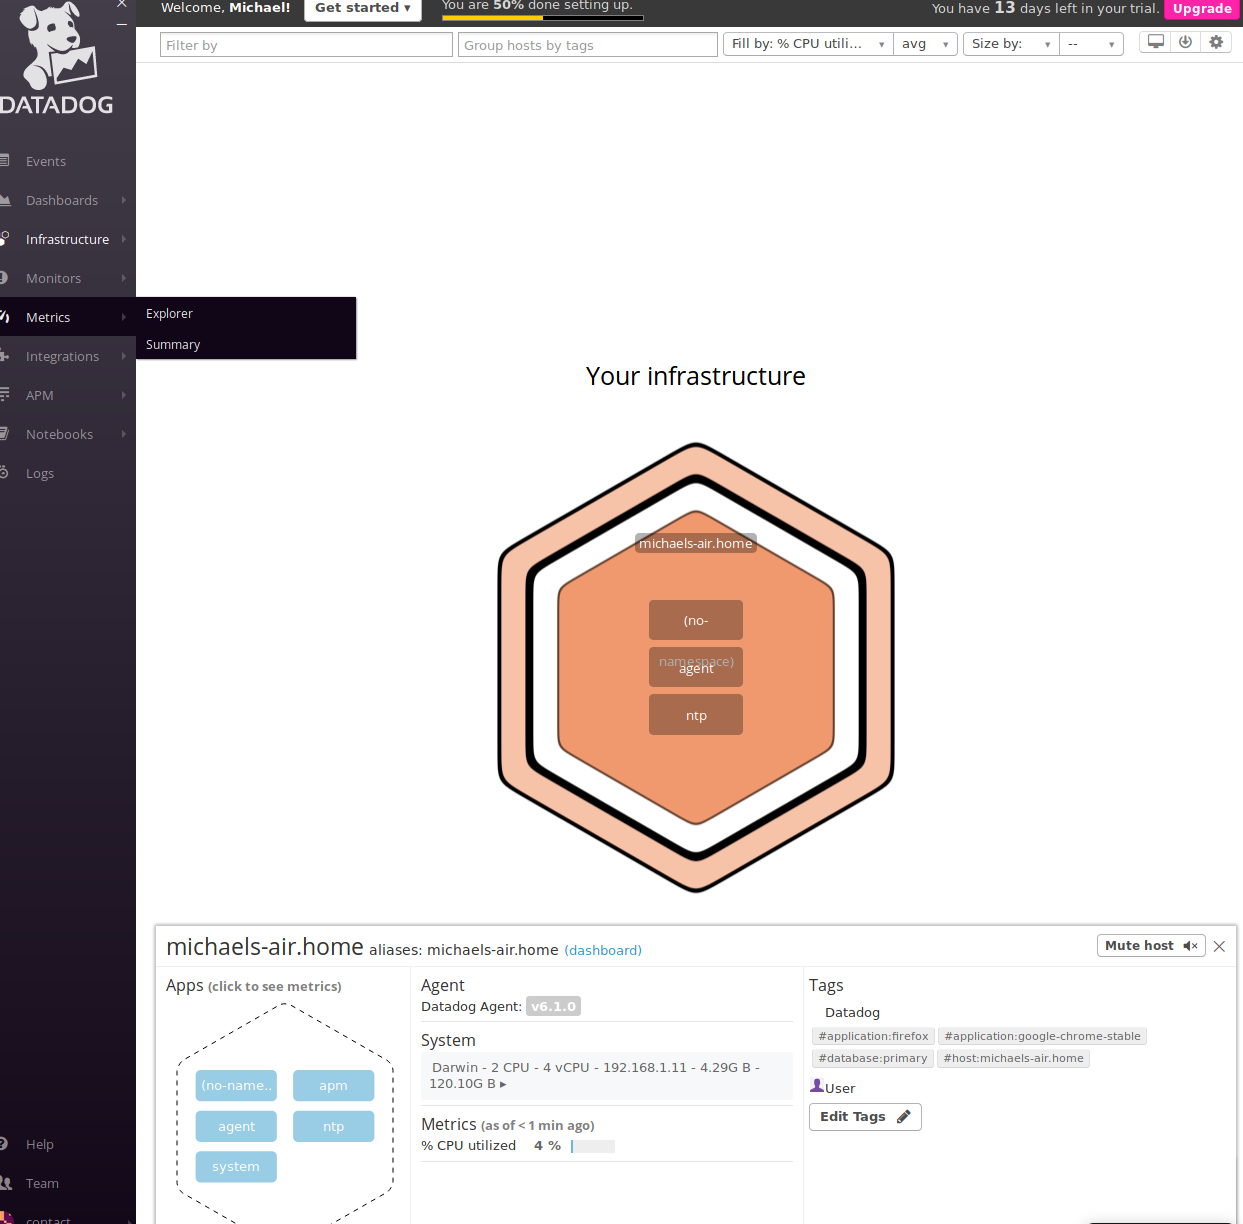 Welcome, Michael!
Get started ▾
You are 50% done setting up.
You have 13 days left in your trial.
Upgrade
Filter by
Group hosts by tags
Fill by: % CPU utili...
avg
Size by:
--
DATADOG
Events
Dashboards
Infrastructure
Monitors
Metrics
Explorer
Summary
Integrations
APM
Notebooks
Logs
Help
Team
contact
Your infrastructure
michaels-air.home
(no-
namespace)
agent
ntp
michaels-air.home aliases: michaels-air.home (dashboard)
Mute host
Apps (click to see metrics)
(no-name..
apm
agent
ntp
system
Agent
Datadog Agent: v6.1.0
System
Darwin - 2 CPU - 4 vCPU - 192.168.1.11 - 4.29G B -
120.10G B ▸
Metrics (as of < 1 min ago)
% CPU utilized 4 %
Tags
Datadog
#application:firefox #application:google-chrome-stable
#database:primary #host:michaels-air.home
User
Edit Tags